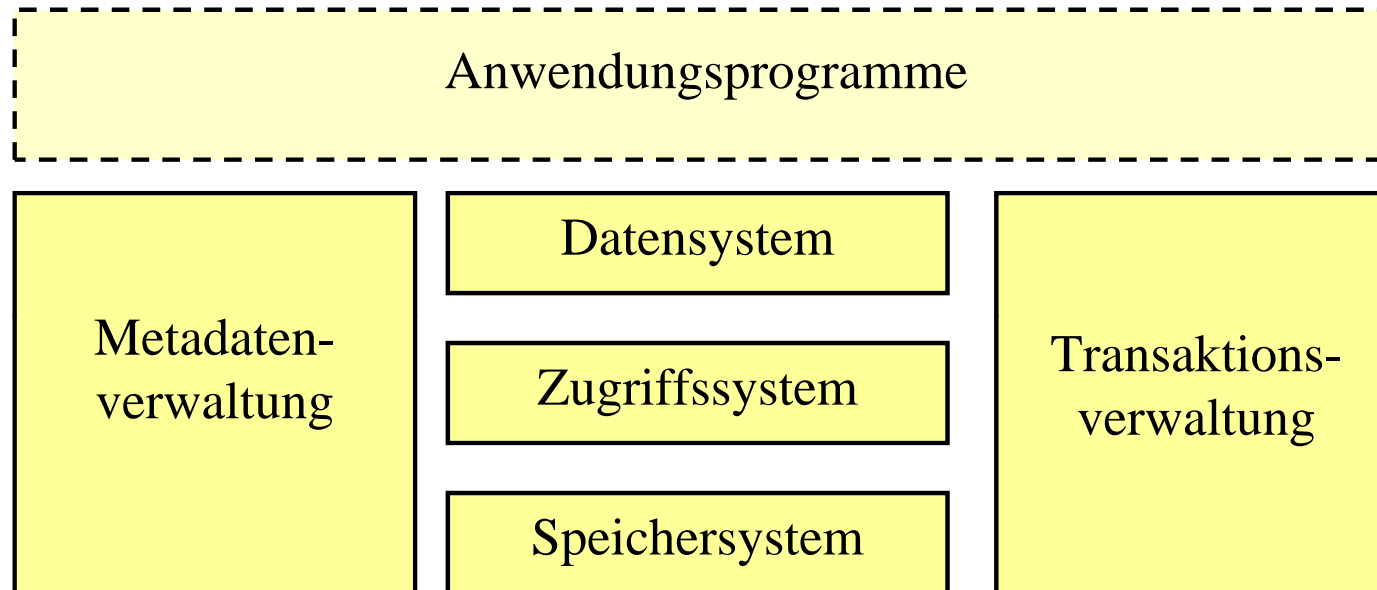 Anwendungsprogramme
Datensystem
Metadaten-
verwaltung
Zugriffssystem
Transaktions-
verwaltung
Speichersystem